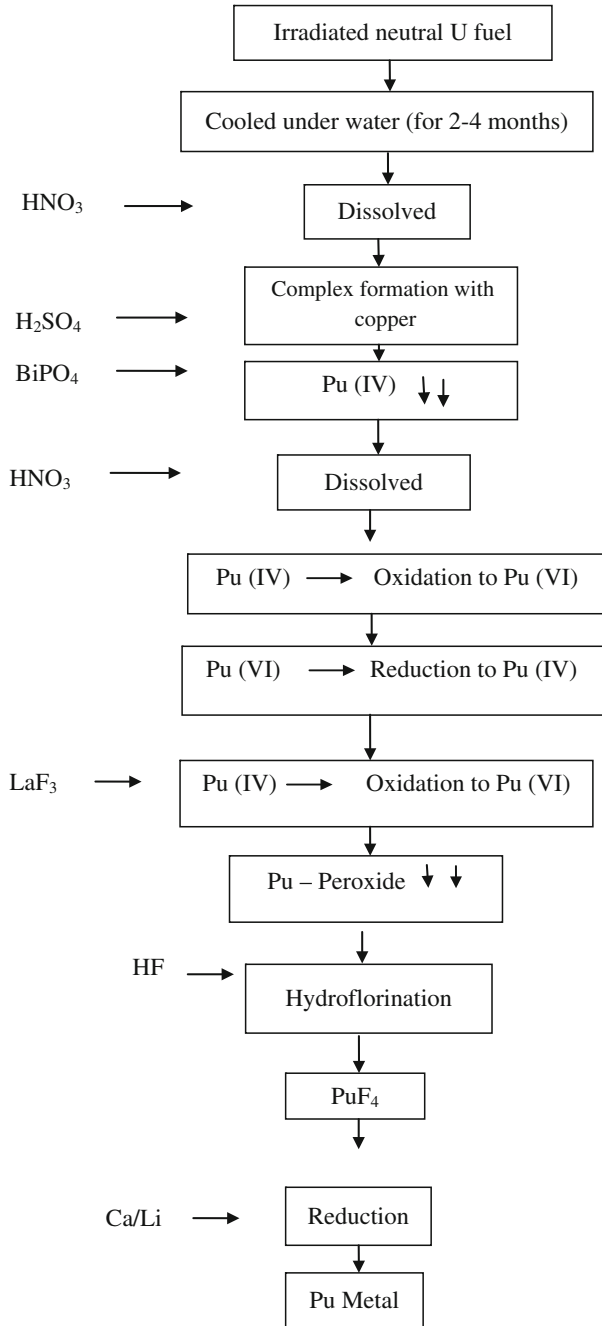 Irradiated neutral U fuel
Cooled under water (for 2-4 months)
HNO₃
Dissolved
Complex formation with
copper
H₂SO₄
BiPO₄
Pu (IV)
HNO₃
Dissolved
Pu (IV) → Oxidation to Pu (VI)
Pu (VI) → Reduction to Pu (IV)
LaF₃
Pu (IV) → Oxidation to Pu (VI)
Pu – Peroxide
HF
Hydroflorination
PuF₄
Ca/Li
Reduction
Pu Metal